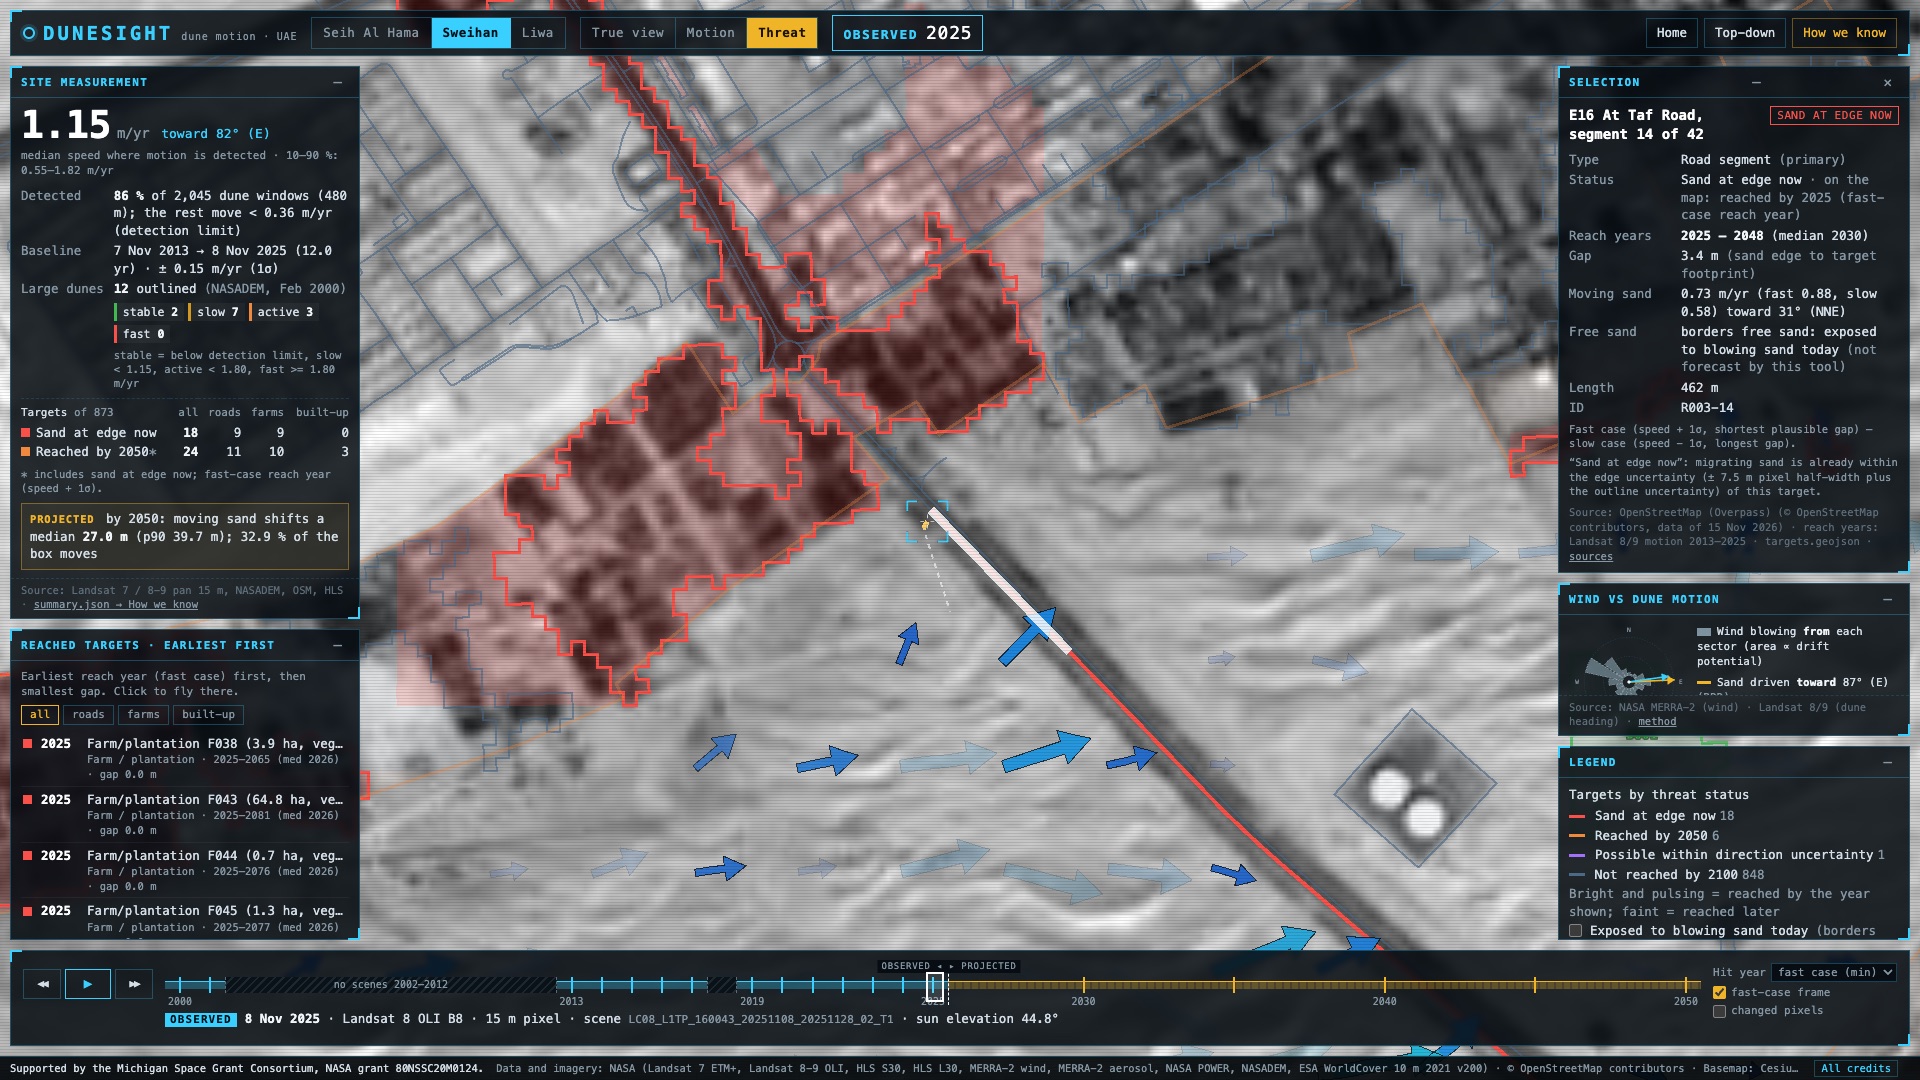 DUNESIGHT dune motion · UAE Seih Al Hama Sweihan Liwa True view Motion Threat OBSERVED 2025 Home Top-down How we know
SITE MEASUREMENT
1.15 m/yr toward 82° (E)
median speed where motion is detected · 10–90 %:
0.55–1.82 m/yr
Detected 86 % of 2,045 dune windows (480
m); the rest move < 0.36 m/yr
(detection limit)
Baseline 7 Nov 2013 → 8 Nov 2025 (12.0
yr) · ± 0.15 m/yr (1σ)
Large dunes 12 outlined (NASADEM, Feb 2000)
stable 2 slow 7 active 3
fast 0
stable = below detection limit, slow
< 1.15, active < 1.80, fast >= 1.80
m/yr
Targets of 873 all roads farms built-up
Sand at edge now 18 9 9 0
Reached by 2050* 24 11 10 3
* includes sand at edge now; fast-case reach year
(speed + 1σ).
PROJECTED by 2050: moving sand shifts a
median 27.0 m (p90 39.7 m); 32.9 % of the
box moves
Source: Landsat 7 / 8–9 pan 15 m, NASADEM, OSM, HLS
· summary.json → How we know
REACHED TARGETS · EARLIEST FIRST
Earliest reach year (fast case) first, then
smallest gap. Click to fly there.
all roads farms built-up
2025 Farm/plantation F038 (3.9 ha, veg…
Farm / plantation · 2025–2065 (med 2026)
· gap 0.0 m
2025 Farm/plantation F043 (64.8 ha, ve…
Farm / plantation · 2025–2081 (med 2026)
· gap 0.0 m
2025 Farm/plantation F044 (0.7 ha, veg…
Farm / plantation · 2025–2076 (med 2026)
· gap 0.0 m
2025 Farm/plantation F045 (1.3 ha, veg…
Farm / plantation · 2025–2077 (med 2026)
SELECTION
E16 At Taf Road,
segment 14 of 42
SAND AT EDGE NOW
Type Road segment (primary)
Status Sand at edge now · on the
map: reached by 2025 (fast-
case reach year)
Reach years 2025 – 2048 (median 2030)
Gap 3.4 m (sand edge to target
footprint)
Moving sand 0.73 m/yr (fast 0.88, slow
0.58) toward 31° (NNE)
Free sand borders free sand: exposed
to blowing sand today (not
forecast by this tool)
Length 462 m
ID R003-14
Fast case (speed + 1σ, shortest plausible gap) –
slow case (speed − 1σ, longest gap).
“Sand at edge now”: migrating sand is already within
the edge uncertainty (± 7.5 m pixel half-width plus
the outline uncertainty) of this target.
Source: OpenStreetMap (Overpass) (© OpenStreetMap
contributors, data of 15 Nov 2026) · reach years:
Landsat 8/9 motion 2013–2025 · targets.geojson ·
sources
WIND VS DUNE MOTION
N
W
E
Wind blowing from each
sector (area ∝ drift
potential)
Sand driven toward 87° (E)
Source: NASA MERRA-2 (wind) · Landsat 8/9 (dune
heading) · method
LEGEND
Targets by threat status
Sand at edge now 18
Reached by 2050 6
Possible within direction uncertainty 1
Not reached by 2100 848
Bright and pulsing = reached by the year
shown; faint = reached later
Exposed to blowing sand today (borders
OBSERVED ◂ ▸ PROJECTED
no scenes 2002–2012
2000 2013 2019 2030 2040 2050
OBSERVED 8 Nov 2025 · Landsat 8 OLI B8 · 15 m pixel · scene LC08_L1TP_160043_20251108_20251128_02_T1 · sun elevation 44.8°
Hit year fast case (min)
fast-case frame
changed pixels
Supported by the Michigan Space Grant Consortium, NASA grant 80NSSC20M0124. Data and imagery: NASA (Landsat 7 ETM+, Landsat 8–9 OLI, HLS S30, HLS L30, MERRA-2 wind, MERRA-2 aerosol, NASA POWER, NASADEM, ESA WorldCover 10 m 2021 v200) · © OpenStreetMap contributors · Basemap: Cesiu… All credits